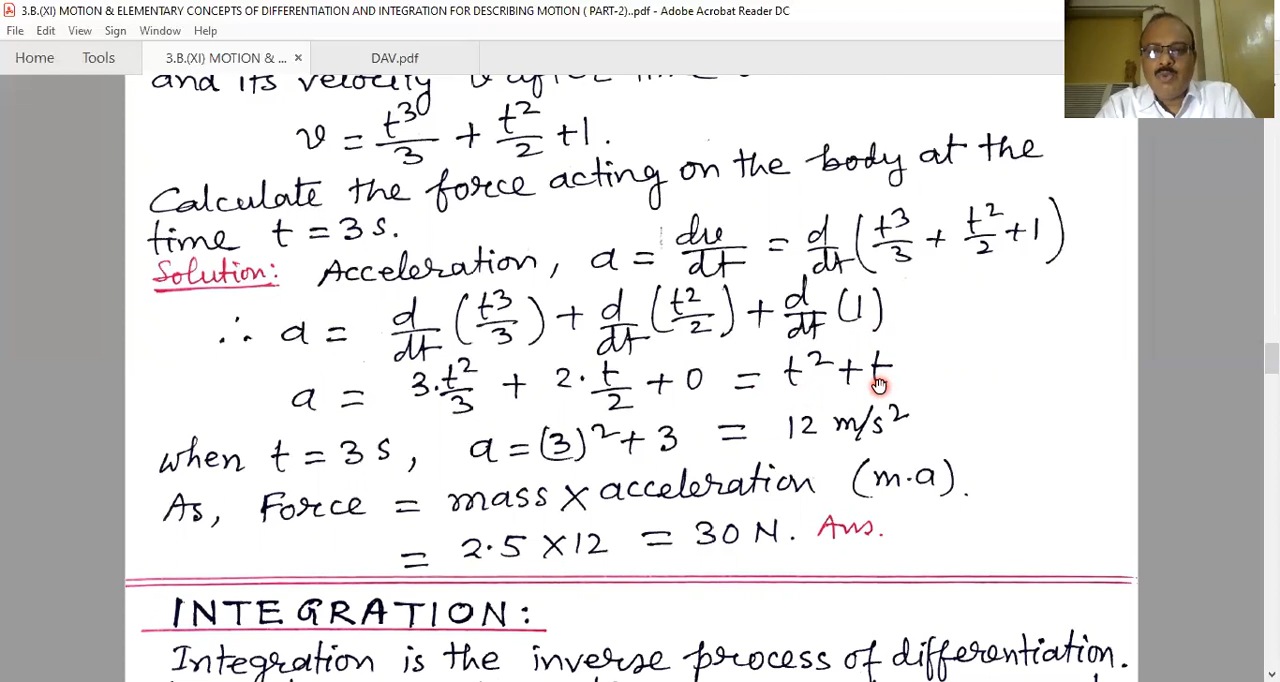 3.B.(XI) MOTION & ELEMENTARY CONCEPTS OF DIFFERENTIATION AND INTEGRATION FOR DESCRIBING MOTION ( PART-2)..pdf - Adobe Acrobat Reader DC
File Edit View Sign Window Help
Home Tools 3.B.(XI) MOTION & ... × DAV.pdf
and its velocity v after time
v = t³/3 + t²/2 + 1.
Calculate the force acting on the body at the
time t = 3 s.
Solution: Acceleration, a = dv/dt = d/dt (t³/3 + t²/2 + 1)
∴ a = d/dt (t³/3) + d/dt (t²/2) + d/dt (1)
a = 3·t²/3 + 2·t/2 + 0 = t² + t
when t = 3 s, a = (3)² + 3 = 12 m/s²
As, Force = mass × acceleration (m.a).
= 2.5 × 12 = 30 N. Ans.
INTEGRATION:
Integration is the inverse process of differentiation.